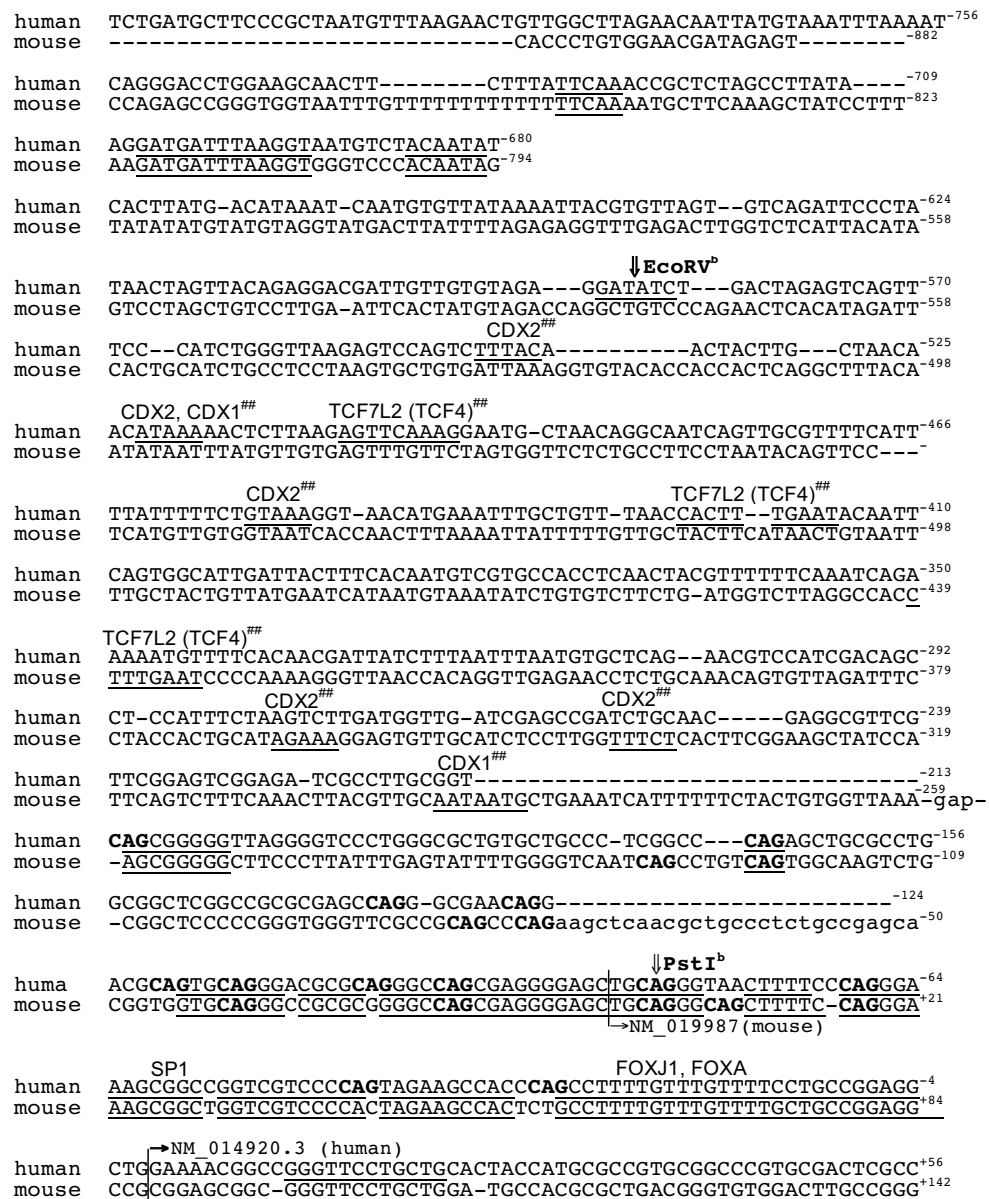 human TCTGATGCTTCCCGCTAATGTTTAAGAACTGTTGGCTTAGAACAATTATGTAAATTTAAAAT-756
mouse ------------------------------CACCCTGTGGAACGATAGAGT---------882
human CAGGGACCTGGAAGCAACTT--------CTTTATTCAAAACCGCTCTAGCCTTATA-----709
mouse CCAGAGCCGGGTGGTAATTTGTTTTTTTTTTTTTTTCAAAATGCTTCAAAGCTATCCTTT-823
human AGGATGATTTAAGGTAATGTCTACAATAT-680
mouse AAGATGATTTAAGGTGGGTCCCACAATAG-794
human CACTTATG-ACATAAAT-CAATGTGTTATAAAATTACGTGTTAGT--GTCAGATTCCCTA-624
mouse TATATATGTATGTAGGTATGACTTATTTTAGAGAGGTTTGAGACTTGGTCTCATTACATA-558
⇓EcoRVᵇ
human TAACTAGTTACAGAGGACGATTGTTGTGTAGA---GGATATCT---GACTAGAGTCAGTT-570
mouse GTCCTAGCTGTCCTTGA-ATTCACTATGTAGACCAGGCTGTCCCAGAACTCACATAGATT-558
CDX2##
human TCC--CATCTGGGTTAAGAGTCCAGTCTTTACA----------ACTACTTG---CTAACA-525
mouse CACTGCATCTGCCTCCTAAGTGCTGTGATTAAAGGTGTACACCACCACTCAGGCTTTACA-498
CDX2, CDX1## TCF7L2 (TCF4)##
human ACATAAAAACTCTTAAGAGTTCAAAGGAATG-CTAACAGGCAATCAGTTGCGTTTTCATT-466
mouse ATATAATTTATGTTGTGAGTTTGTTCTAGTGGTTCTCTGCCTTCCTAATACAGTTCC----
CDX2## TCF7L2 (TCF4)##
human TTATTTTTCTGTAAAGGT-AACATGAAATTTGCTGTT-TAACCACTT--TGAATACAATT-410
mouse TCATGTTGTGGTAATCACCAACTTTAAAATTATTTTTGTTGCTACTTCATAACTGTAATT-498
human CAGTGGCATTGATTACTTTCACAATGTCGTGCCACCTCAACTACGTTTTTTCAAATCAGA-350
mouse TTGCTACTGTTATGAATCATAATGTAAATATCTGTGTCTTCTG-ATGGTCTTAGGCCACC-439
TCF7L2 (TCF4)##
human AAAATGTTTTCACAACGATTATCTTTAATTTAATGTGCTCAG--AACGTCCATCGACAGC-292
mouse TTTGAATCCCCAAAAGGGTTAACCACAGGTTGAGAACCTCTGCAAACAGTGTTAGATTTC-379
CDX2## CDX2##
human CT-CCATTTCTAAGTCTTGATGGTTG-ATCGAGCCGATCTGCAAC-----GAGGCGTTCG-239
mouse CTACCACTGCATAGAAAGGAGTGTTGCATCTCCTTGGTTTCTCACTTCGGAAGCTATCCA-319
CDX1##
human TTCGGAGTCGGAGA-TCGCCTTGCGGT----------------------------------213
mouse TTCAGTCTTTCAAACTTACGTTGCAATAATGCTGAAATCATTTTTTCTACTGTGGTTAAA-259-gap-
human CAGCGGGGGTTAGGGGTCCCTGGGCGCTGTGCTGCCC-TCGGCC---CAGAGCTGCGCCTG-156
mouse -AGCGGGGGCTTCCCTTATTTGAGTATTTTGGGGTCAATCAGCCTGTCAGTGGCAAGTCTG-109
human GCGGCTCGGCCGCGCGAGCCAGG-GCGAACAGG--------------------------124
mouse -CGGCTCCCCCGGGTGGGTTCGCCGCAGCCCAGaagctcaacgctgccctctgccgagca-50
⇓PstIᵇ
huma ACGCAGTGCAGGGACGCGCAGGGCCAGCGAGGGGAGCTGCAGGGTAACTTTTCCCAGGGA-64
mouse CGGTGGTGCAGGGCCGCGCGGGGCCAGCGAGGGGAGCTGCAGGGCAGCTTTTC-CAGGGA+21
→NM_019987(mouse)
SP1 FOXJ1, FOXA
human AAGCGGCCGGTCGTCCCCAGTAGAAGCCACCCAGCCTTTTGTTTGTTTTCCTGCCGGAGG-4
mouse AAGCGGCTGGTCGTCCCCACTAGAAGCCACTCTGCCTTTTGTTTGTTTTGCTGCCGGAGG+84
→NM_014920.3 (human)
human CTGGAAAACGGCCGGGTTCCTGCTGCACTACCATGCGCCGTGCGGCCCGTGCGACTCGCC+56
mouse CCGCGGAGCGGC-GGGTTCCTGCTGGA-TGCCACGCGCTGACGGGTGTGGACTTGCCGG+142